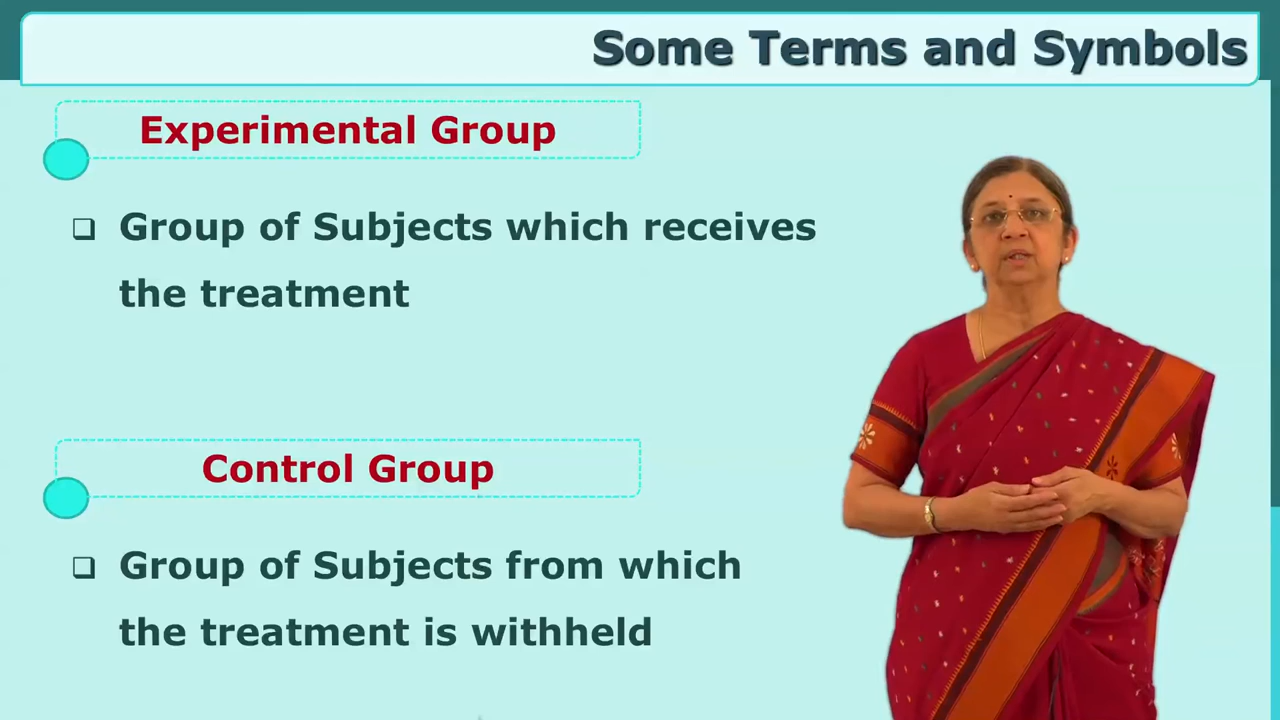 Some Terms and Symbols
Experimental Group
Group of Subjects which receives
the treatment
Control Group
Group of Subjects from which
the treatment is withheld